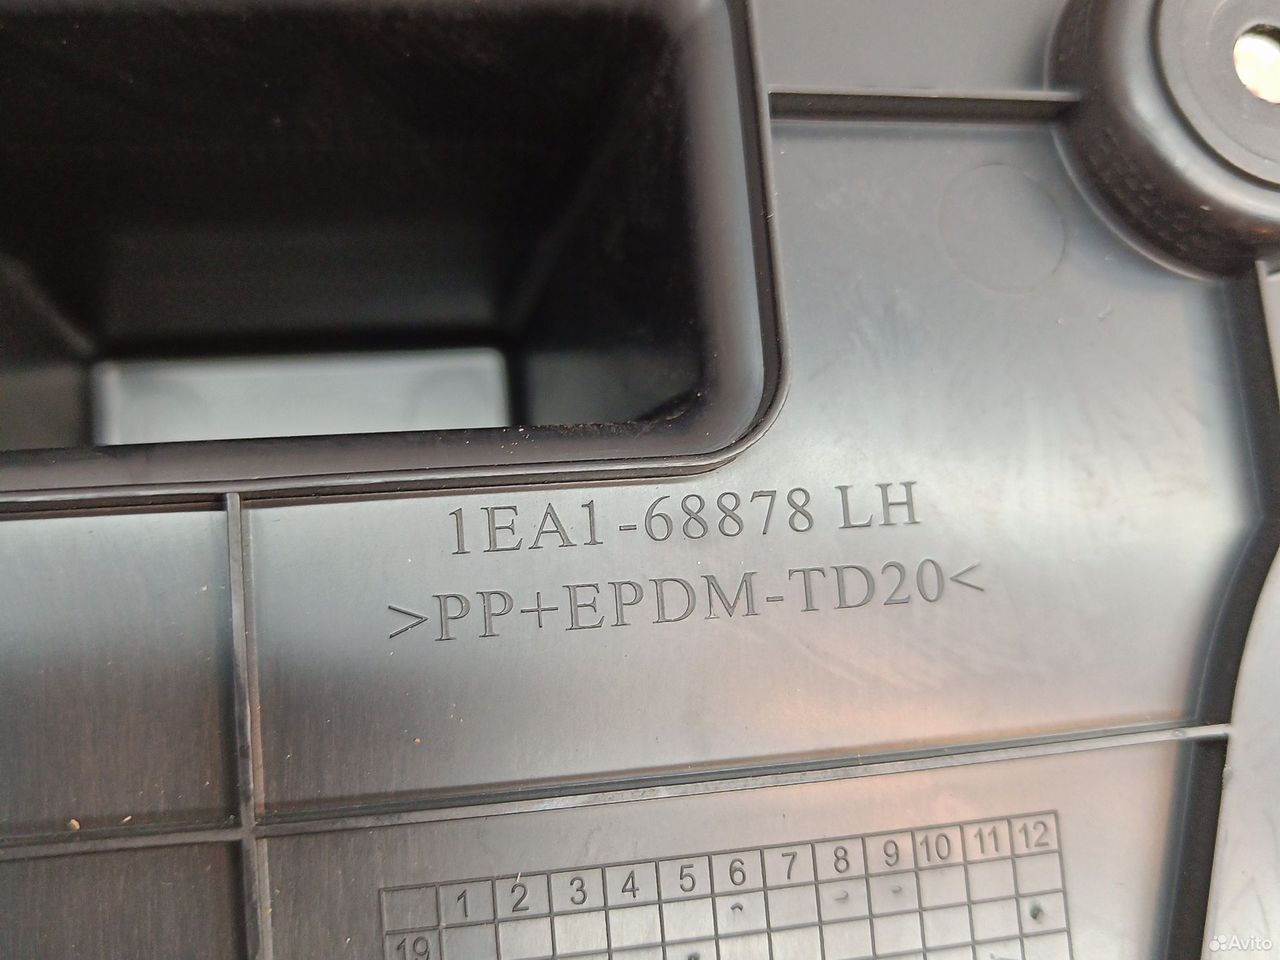 1EA1-68878 LH
>PP+EPDM-TD20<
1 2 3 4 5 6 7 8 9 10 11 12
19
Avito